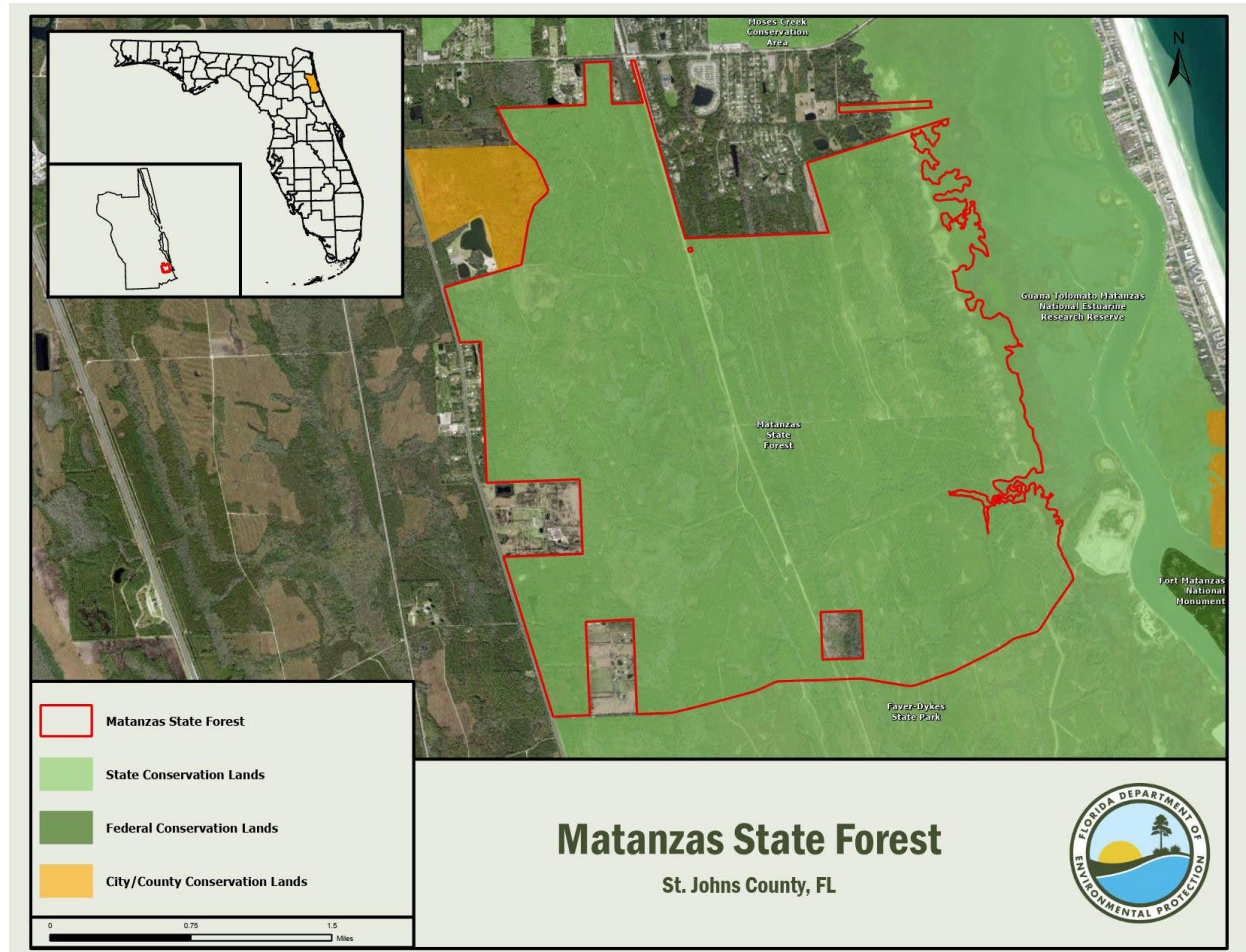 Moses Creek
Conservation
Area
N
Guana Tolomato Matanzas
National Estuarine
Research Reserve
Matanzas
State
Forest
Fort Matanzas
National
Monument
Faver-Dykes
State Park
Matanzas State Forest
State Conservation Lands
Federal Conservation Lands
City/County Conservation Lands
0 0.75 1.5
Miles
Matanzas State Forest
St. Johns County, FL
FLORIDA DEPARTMENT OF
ENVIRONMENTAL PROTECTION